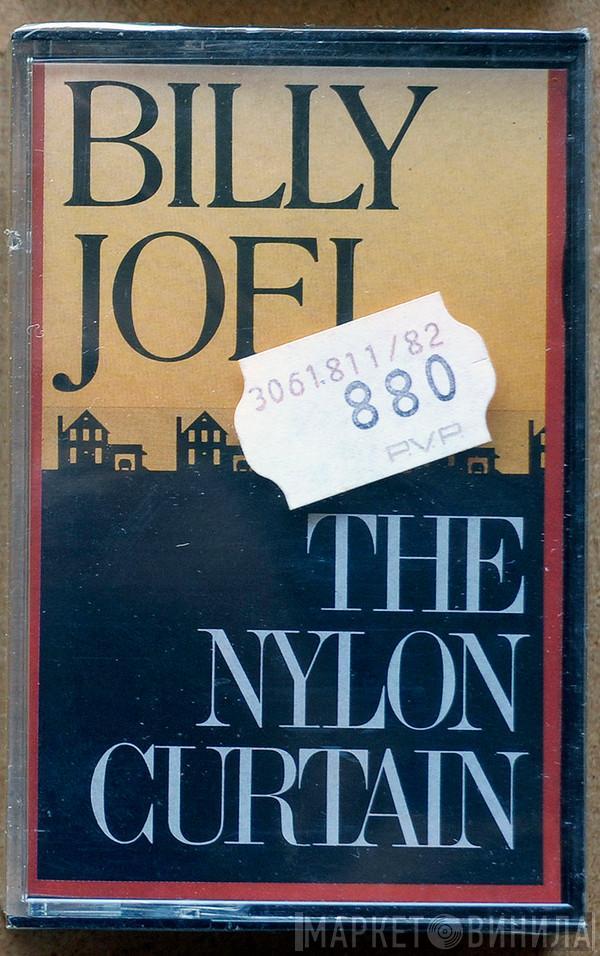 BILLY
JOEL
3061.811/82
880
P.V.P.
THE
NYLON
CURTAIN
МАРКЕТ ВИНИЛА